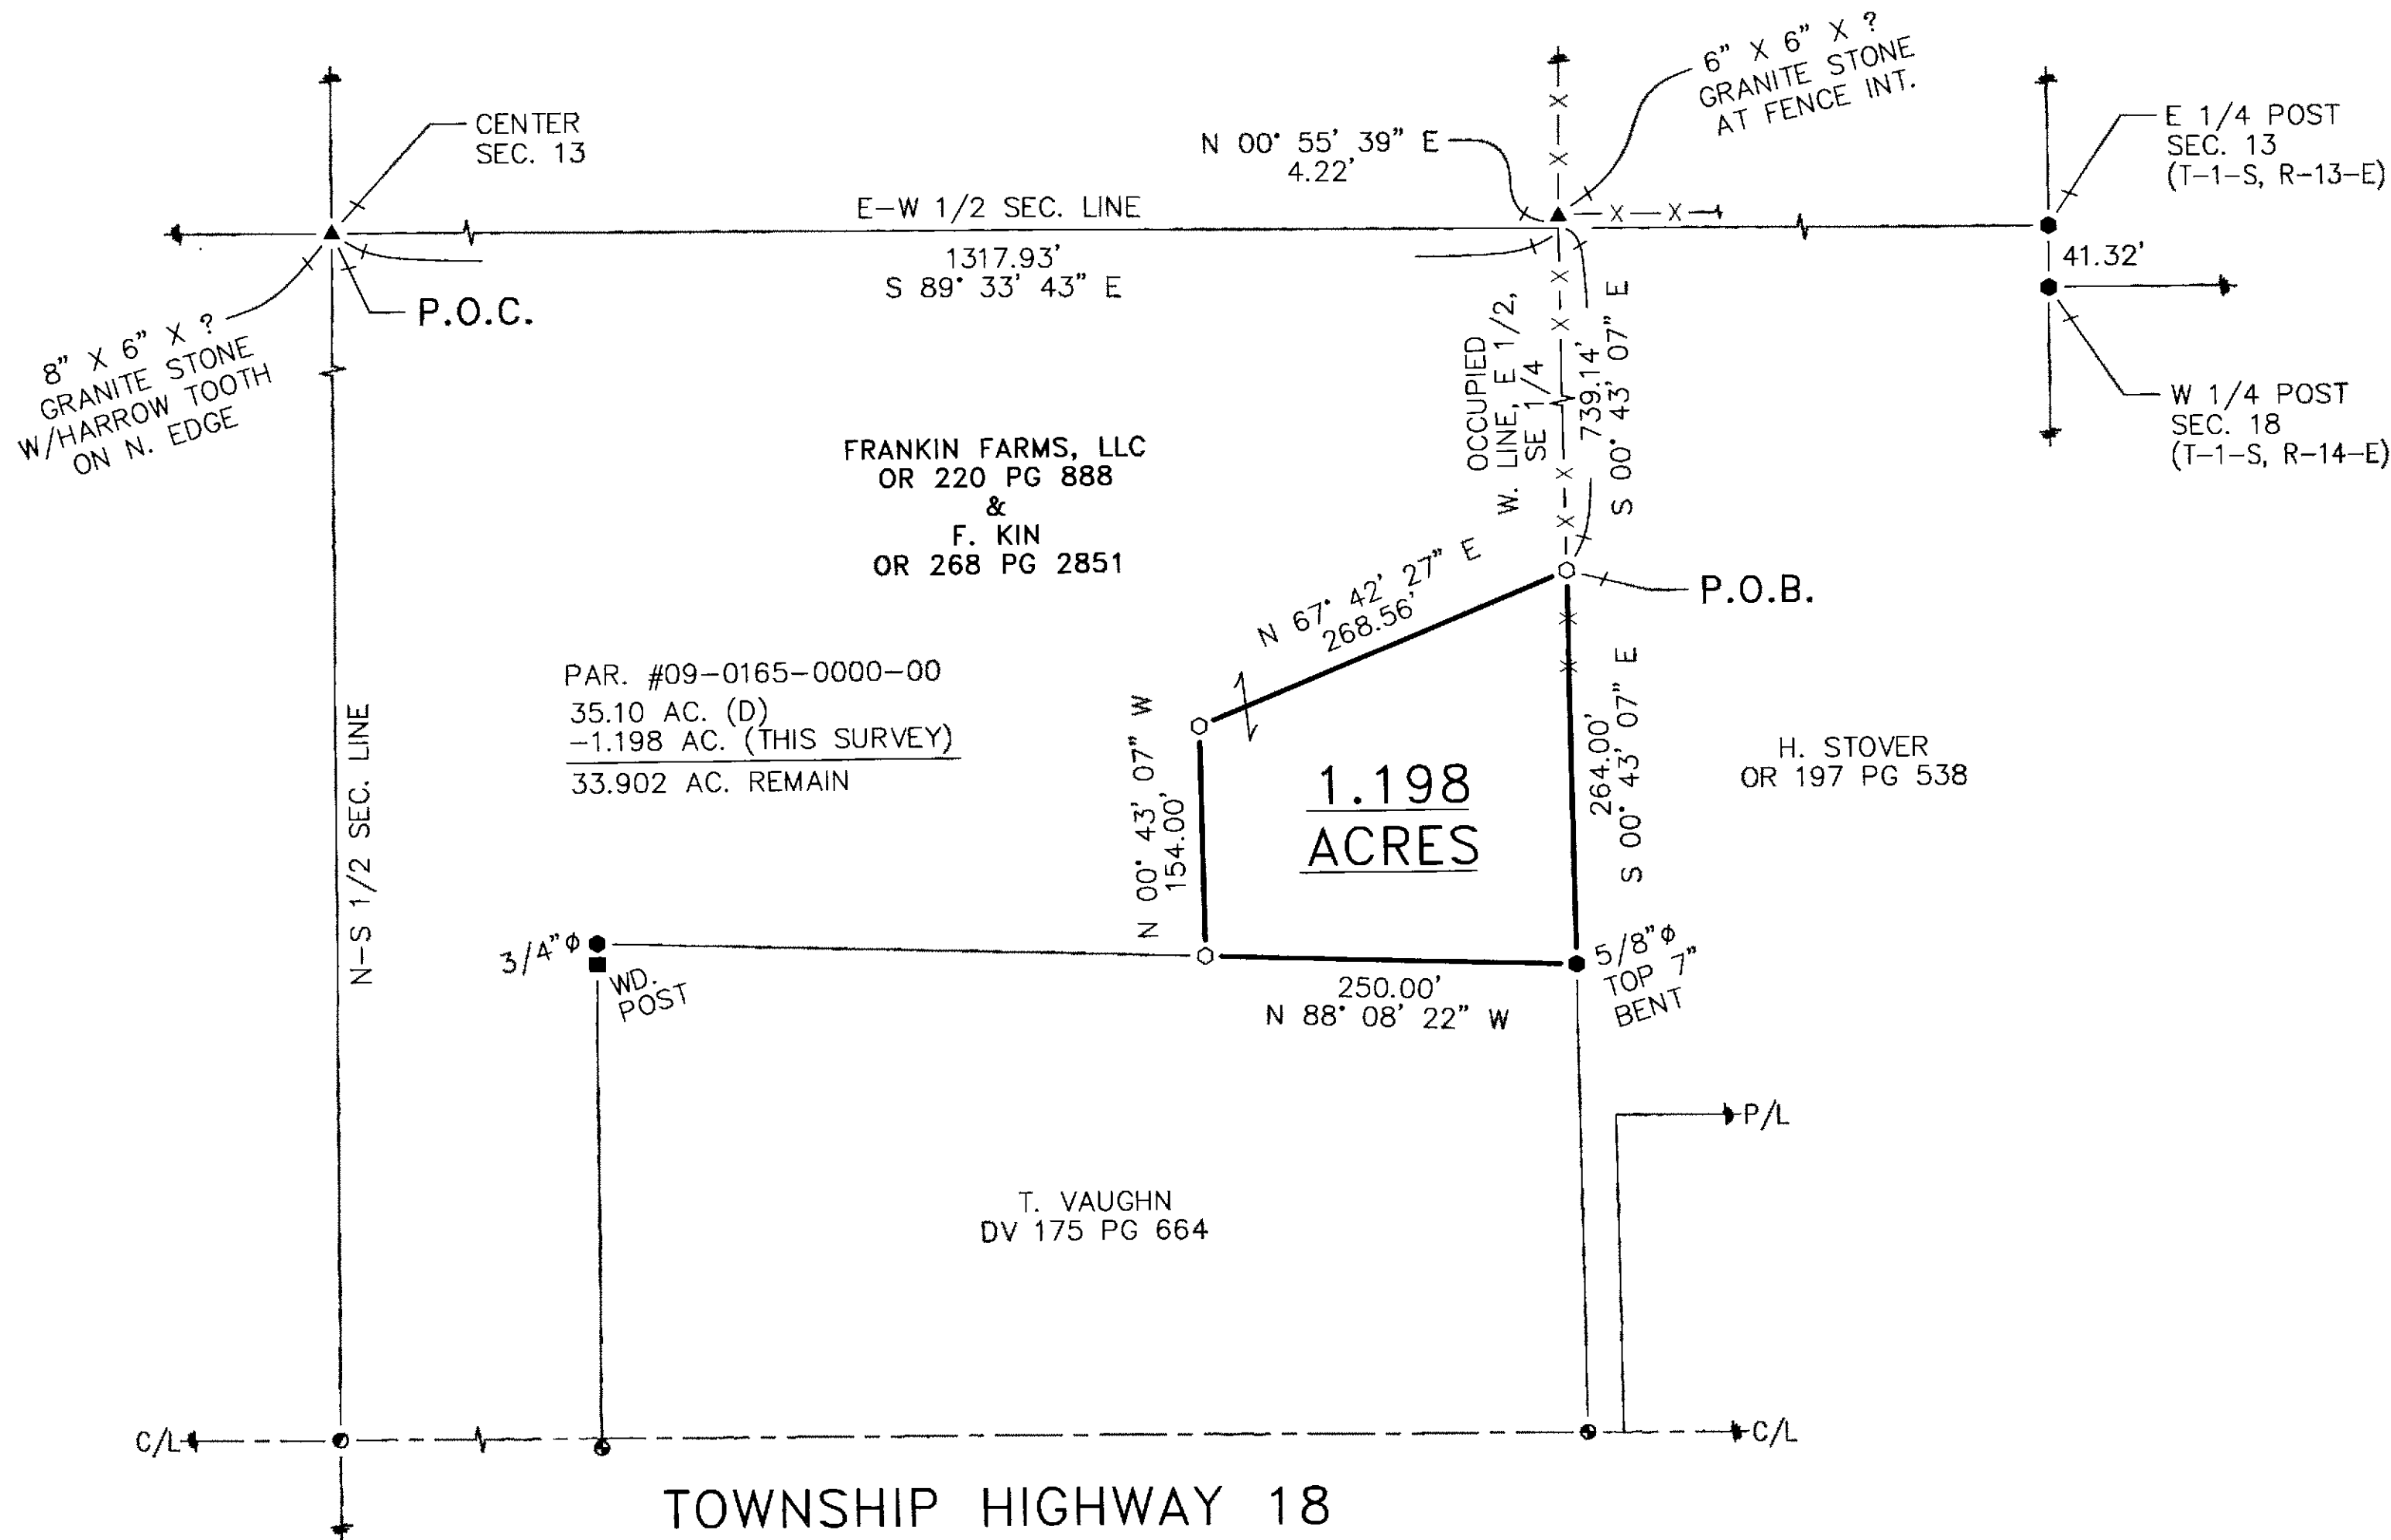 6" X 6" X ?
GRANITE STONE
AT FENCE INT.
CENTER
SEC. 13
N 00° 55' 39" E
4.22'
E 1/4 POST
SEC. 13
(T-1-S, R-13-E)
E-W 1/2 SEC. LINE
1317.93'
S 89° 33' 43" E
41.32'
P.O.C.
8" X 6" X ?
GRANITE STONE
W/HARROW TOOTH
ON N. EDGE
OCCUPIED
W. LINE, E 1/2,
SE 1/4
739.14'
S 00° 43' 07" E
W 1/4 POST
SEC. 18
(T-1-S, R-14-E)
FRANKIN FARMS, LLC
OR 220 PG 888
&
F. KIN
OR 268 PG 2851
N 67° 42' 27" E
268.56'
P.O.B.
PAR. #09-0165-0000-00
35.10 AC. (D)
-1.198 AC. (THIS SURVEY)
33.902 AC. REMAIN
N-S 1/2 SEC. LINE
N 00° 43' 07" W
154.00'
1.198
ACRES
264.00'
S 00° 43' 07" E
H. STOVER
OR 197 PG 538
3/4"ϕ
WD.
POST
250.00'
N 88° 08' 22" W
5/8"ϕ
TOP 7"
BENT
P/L
T. VAUGHN
DV 175 PG 664
C/L
C/L
TOWNSHIP HIGHWAY 18